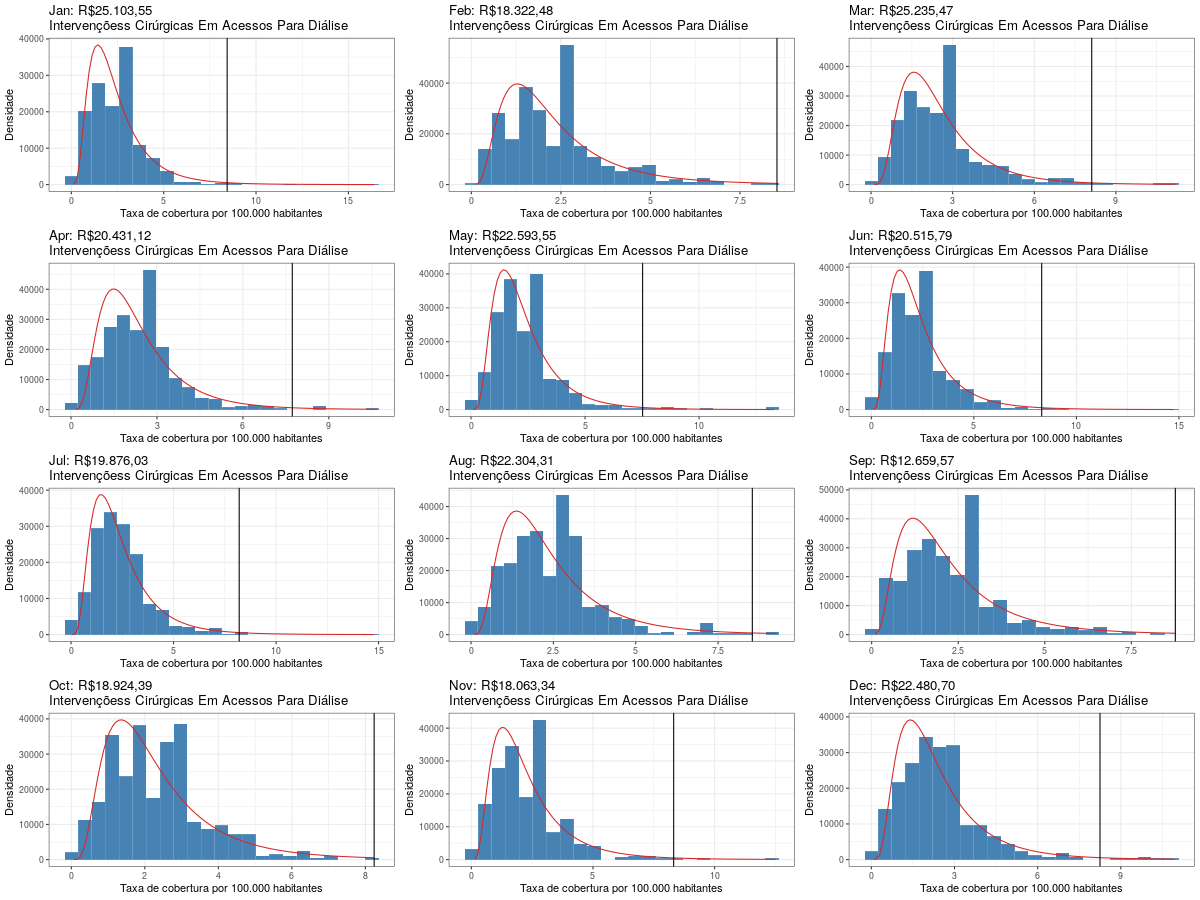 Jan: R$25.103,55
Intervençõess Cirúrgicas Em Acessos Para Diálise
Densidade
40000
30000
20000
10000
0
0
5
10
15
Taxa de cobertura por 100.000 habitantes
Feb: R$18.322,48
Intervençõess Cirúrgicas Em Acessos Para Diálise
Densidade
40000
20000
0
0
2.5
5
7.5
Taxa de cobertura por 100.000 habitantes
Mar: R$25.235,47
Intervençõess Cirúrgicas Em Acessos Para Diálise
Densidade
40000
30000
20000
10000
0
0
3
6
9
Taxa de cobertura por 100.000 habitantes
Apr: R$20.431,12
Intervençõess Cirúrgicas Em Acessos Para Diálise
Densidade
40000
30000
20000
10000
0
0
3
6
9
Taxa de cobertura por 100.000 habitantes
May: R$22.593,55
Intervençõess Cirúrgicas Em Acessos Para Diálise
Densidade
40000
30000
20000
10000
0
0
5
10
Taxa de cobertura por 100.000 habitantes
Jun: R$20.515,79
Intervençõess Cirúrgicas Em Acessos Para Diálise
Densidade
40000
30000
20000
10000
0
0
5
10
15
Taxa de cobertura por 100.000 habitantes
Jul: R$19.876,03
Intervençõess Cirúrgicas Em Acessos Para Diálise
Densidade
40000
30000
20000
10000
0
0
5
10
15
Taxa de cobertura por 100.000 habitantes
Aug: R$22.304,31
Intervençõess Cirúrgicas Em Acessos Para Diálise
Densidade
40000
30000
20000
10000
0
0
2.5
5
7.5
Taxa de cobertura por 100.000 habitantes
Sep: R$12.659,57
Intervençõess Cirúrgicas Em Acessos Para Diálise
Densidade
50000
40000
30000
20000
10000
0
0
2.5
5
7.5
Taxa de cobertura por 100.000 habitantes
Oct: R$18.924,39
Intervençõess Cirúrgicas Em Acessos Para Diálise
Densidade
40000
30000
20000
10000
0
0
2
4
6
8
Taxa de cobertura por 100.000 habitantes
Nov: R$18.063,34
Intervençõess Cirúrgicas Em Acessos Para Diálise
Densidade
40000
30000
20000
10000
0
0
5
10
Taxa de cobertura por 100.000 habitantes
Dec: R$22.480,70
Intervençõess Cirúrgicas Em Acessos Para Diálise
Densidade
40000
30000
20000
10000
0
0
3
6
9
Taxa de cobertura por 100.000 habitantes